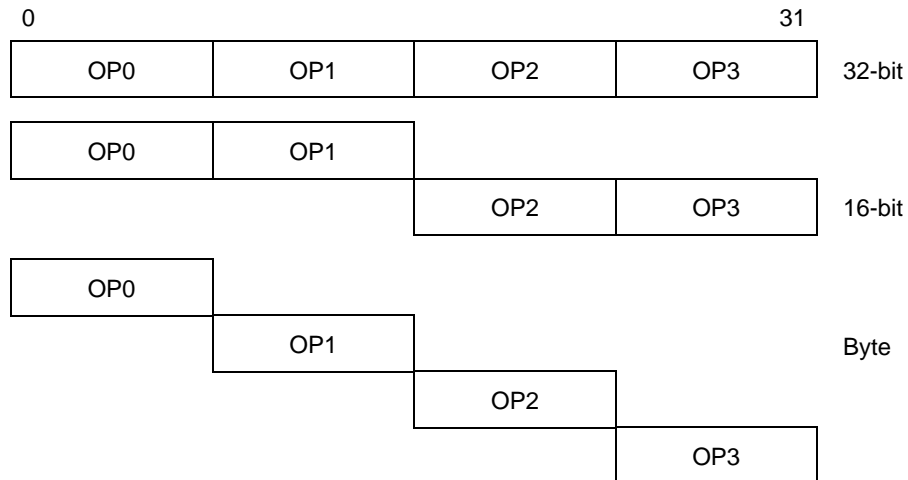 0 31
OP0 OP1 OP2 OP3 32-bit
OP0 OP1
OP2 OP3 16-bit
OP0
OP1 Byte
OP2
OP3